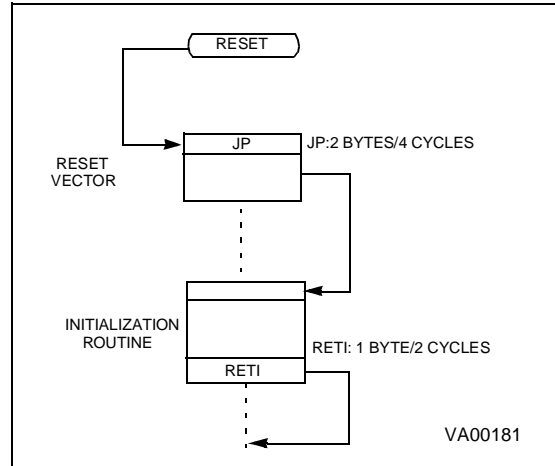 RESET
JP
JP:2 BYTES/4 CYCLES
RESET
VECTOR
INITIALIZATION
ROUTINE
RETI: 1 BYTE/2 CYCLES
RETI
VA00181